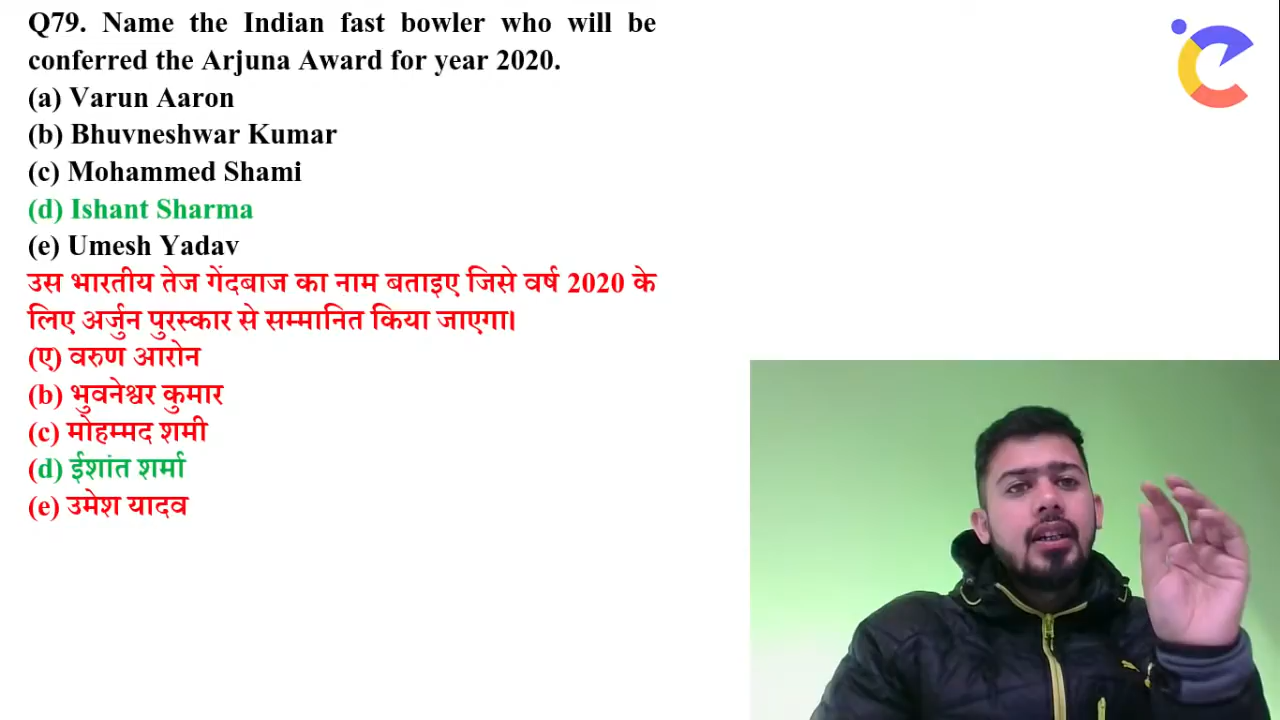 Q79. Name the Indian fast bowler who will be
conferred the Arjuna Award for year 2020.
(a) Varun Aaron
(b) Bhuvneshwar Kumar
(c) Mohammed Shami
(d) Ishant Sharma
(e) Umesh Yadav
उस भारतीय तेज गेंदबाज का नाम बताइए जिसे वर्ष 2020 के
लिए अर्जुन पुरस्कार से सम्मानित किया जाएगा।
(ए) वरुण आरोन
(b) भुवनेश्वर कुमार
(c) मोहम्मद शमी
(d) ईशांत शर्मा
(e) उमेश यादव